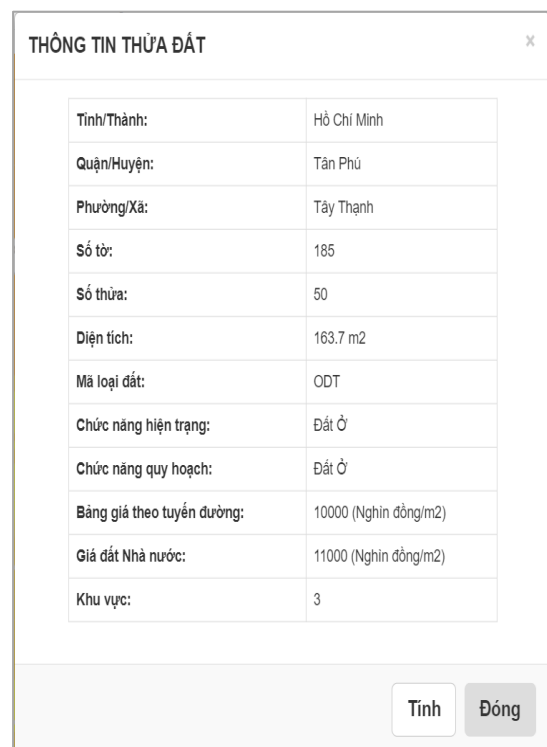 THÔNG TIN THỬA ĐẤT ×
Tỉnh/Thành: Hồ Chí Minh
Quận/Huyện: Tân Phú
Phường/Xã: Tây Thạnh
Số tờ: 185
Số thửa: 50
Diện tích: 163.7 m2
Mã loại đất: ODT
Chức năng hiện trạng: Đất Ở
Chức năng quy hoạch: Đất Ở
Bảng giá theo tuyến đường: 10000 (Nghìn đồng/m2)
Giá đất Nhà nước: 11000 (Nghìn đồng/m2)
Khu vực: 3
Tính Đóng